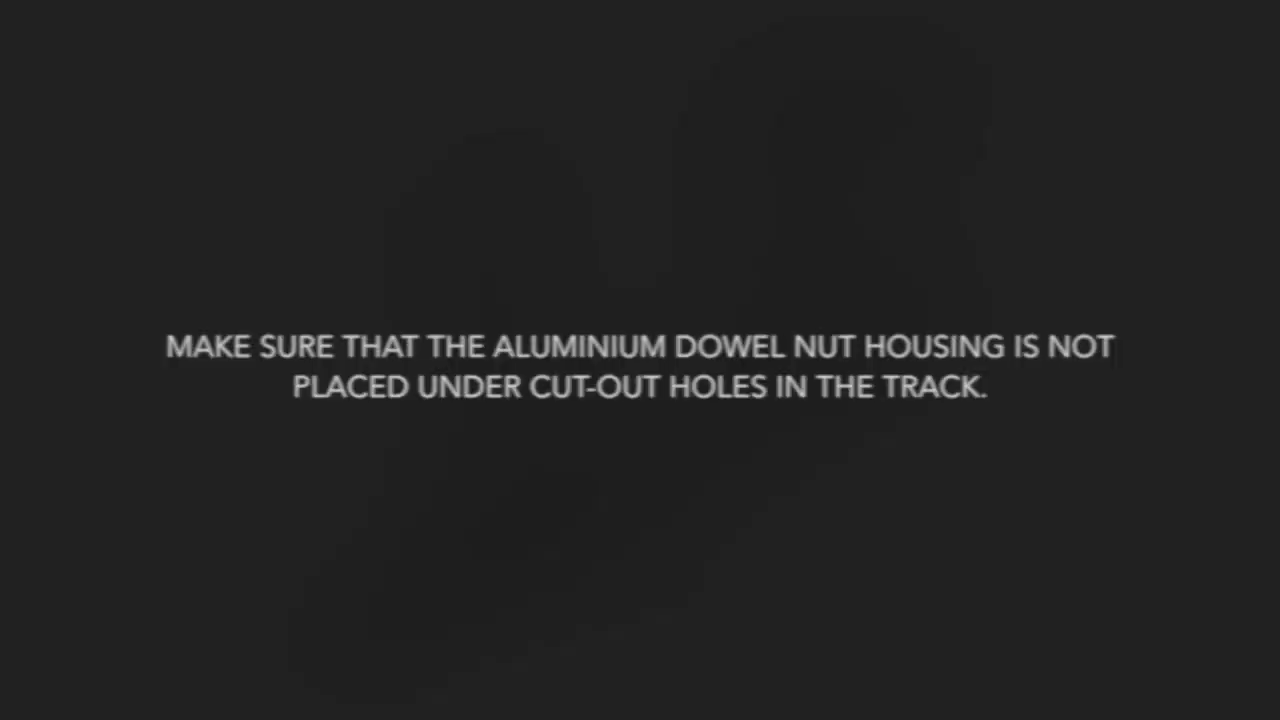 MAKE SURE THAT THE ALUMINIUM DOWEL NUT HOUSING IS NOT
PLACED UNDER CUT-OUT HOLES IN THE TRACK.